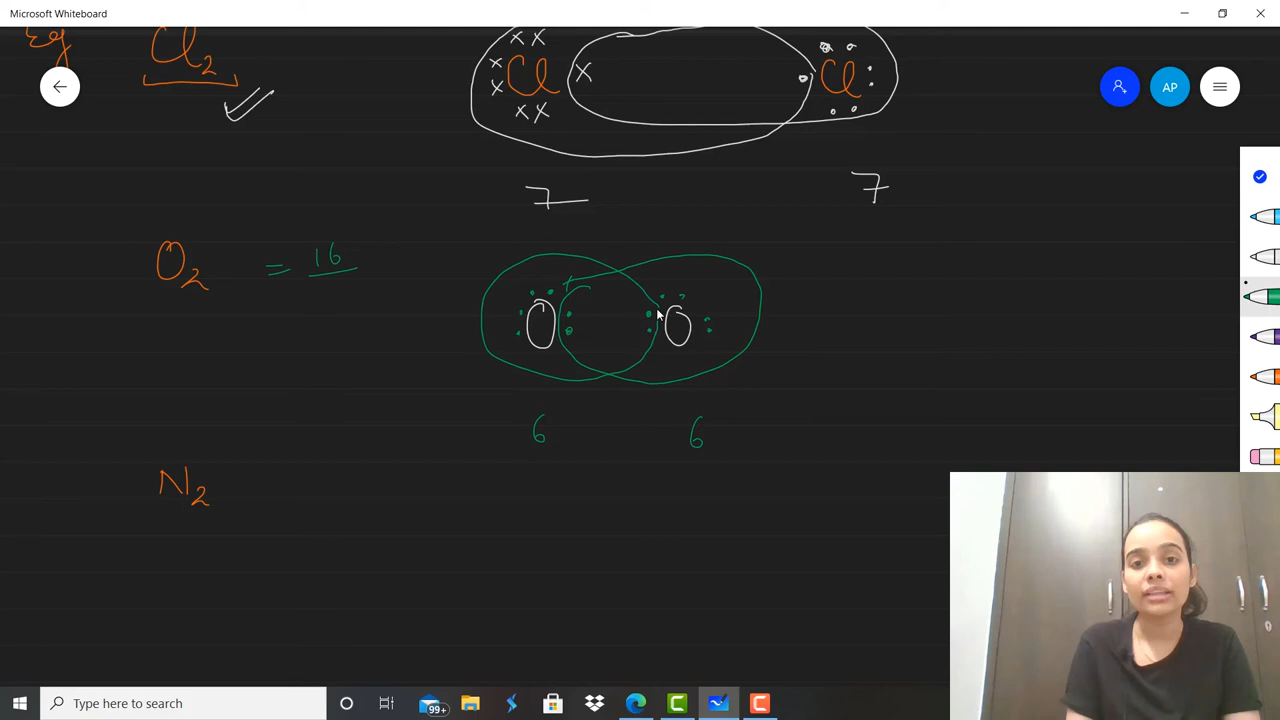 Microsoft Whiteboard
Eg Cl2
x x
x Cl x Cl
x
x x
AP
7 7
O2 = 16
O O
6 6
N2
99+
Type here to search